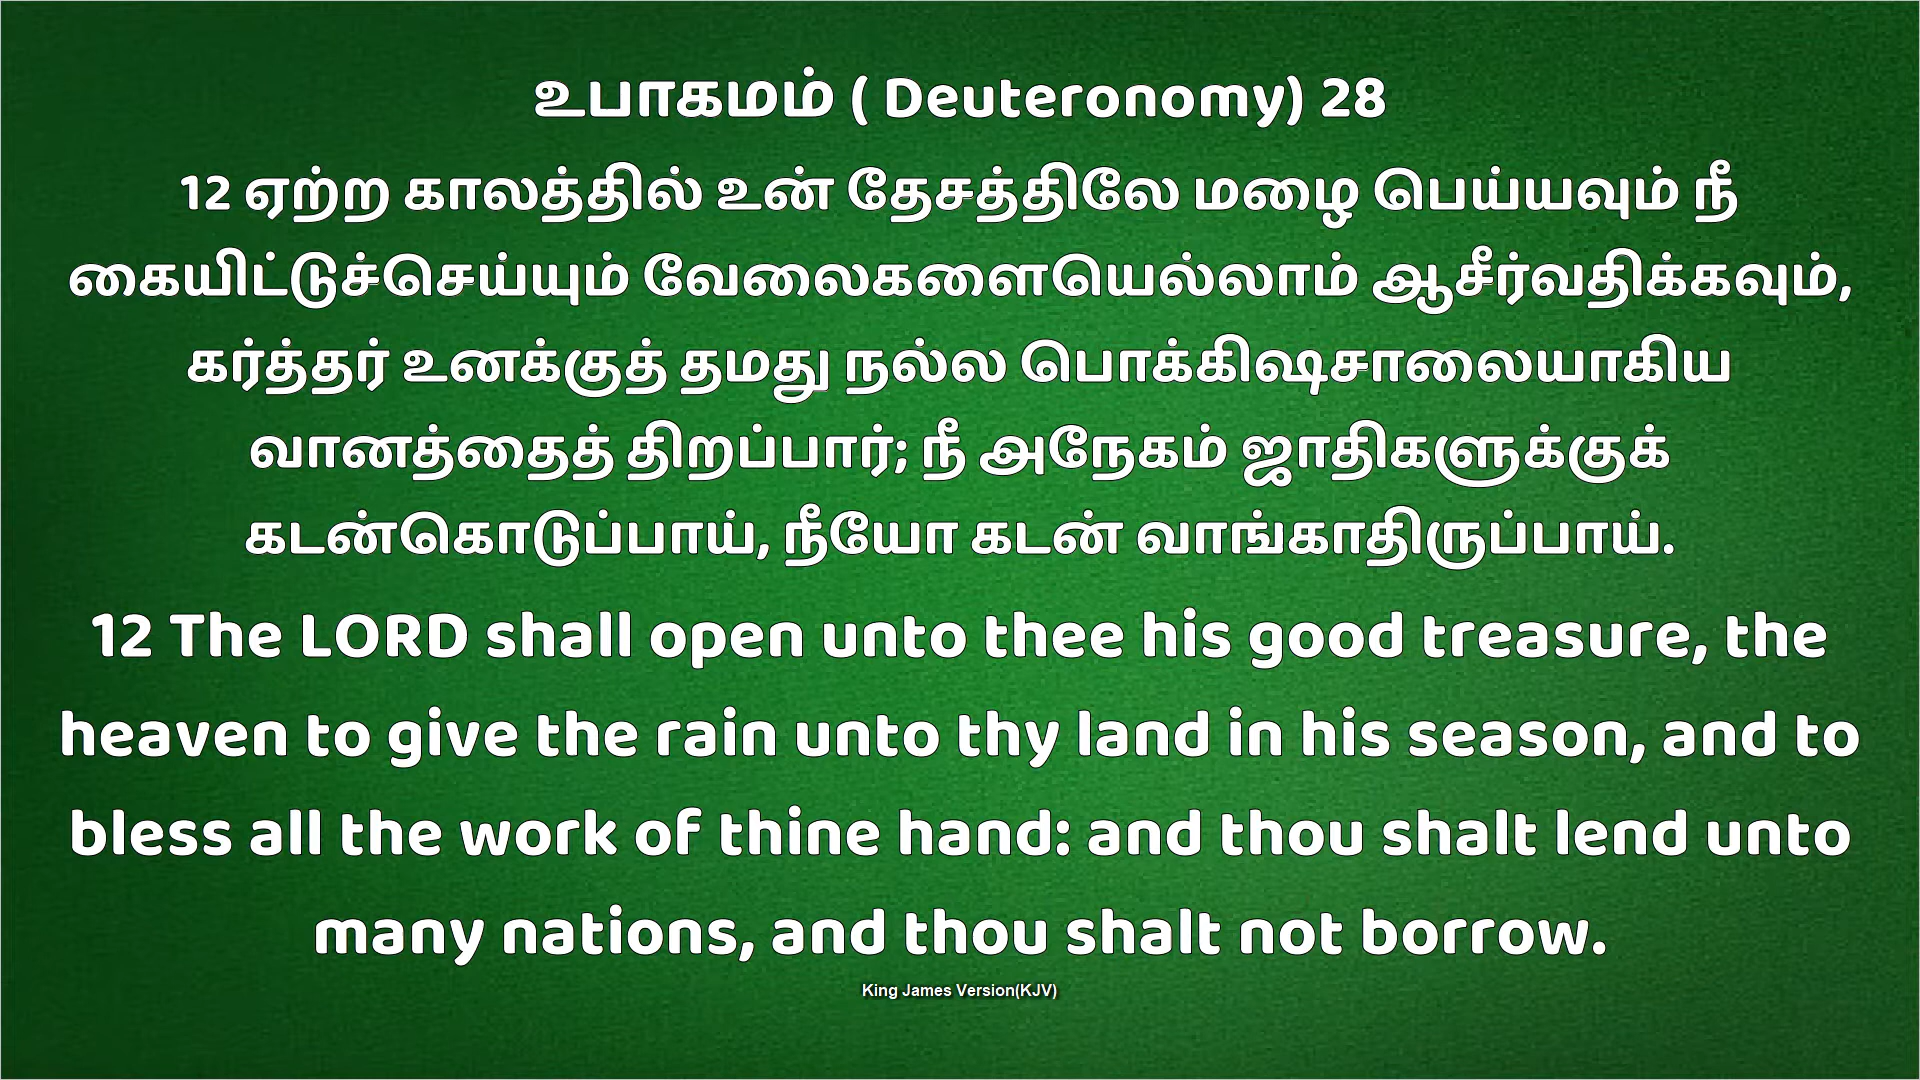 உபாகமம் ( Deuteronomy) 28
12 ஏற்ற காலத்தில் உன் தேசத்திலே மழை பெய்யவும் நீ
கையிட்டுச்செய்யும் வேலைகளையெல்லாம் ஆசீர்வதிக்கவும்,
கர்த்தர் உனக்குத் தமது நல்ல பொக்கிஷசாலையாகிய
வானத்தைத் திறப்பார்; நீ அநேகம் ஜாதிகளுக்குக்
கடன்கொடுப்பாய், நீயோ கடன் வாங்காதிருப்பாய்.
12 The LORD shall open unto thee his good treasure, the
heaven to give the rain unto thy land in his season, and to
bless all the work of thine hand: and thou shalt lend unto
many nations, and thou shalt not borrow.
King James Version(KJV)